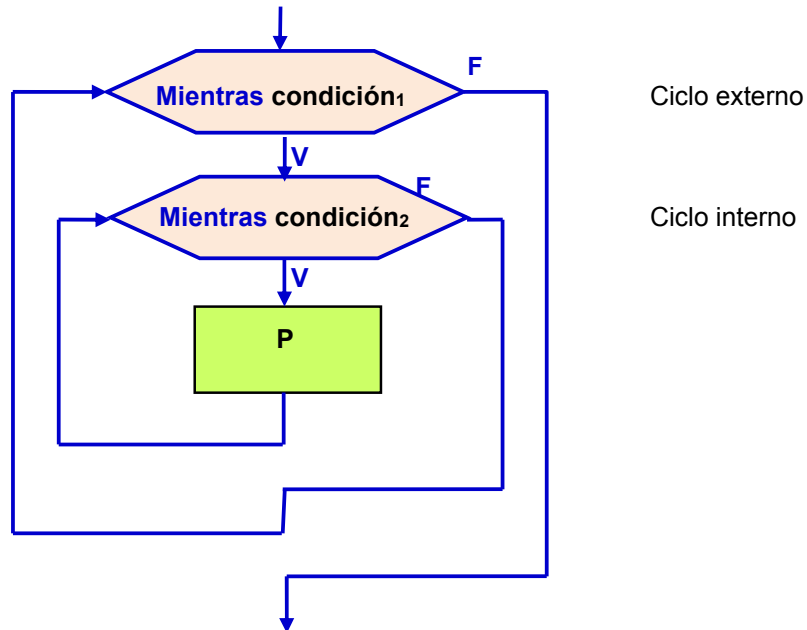 F
Mientras condición₁
Ciclo externo
V
F
Mientras condición₂
Ciclo interno
V
P